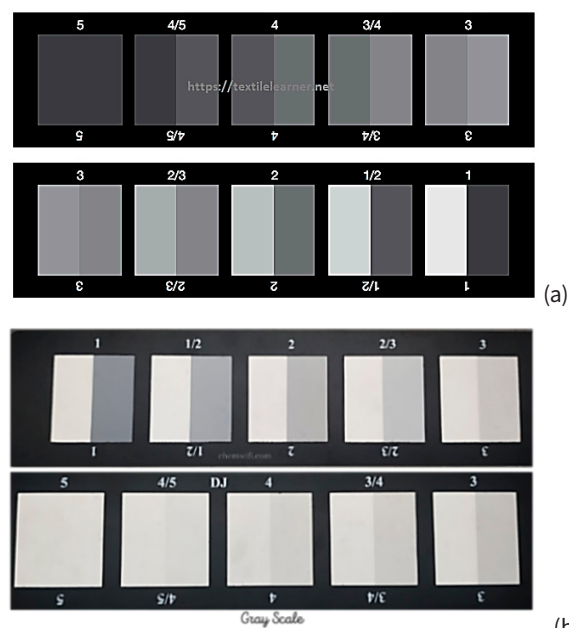 5 4/5 4 3/4 3
https://textilelearner.net
5 4/5 4 3/4 3
3 2/3 2 1/2 1
3 2/3 2 1/2 1
(a)
1 1/2 2 2/3 3
1 1/2 2 2/3 3
5 4/5 DJ 4 3/4 3
5 4/5 4 3/4 3
Gray Scale
(b